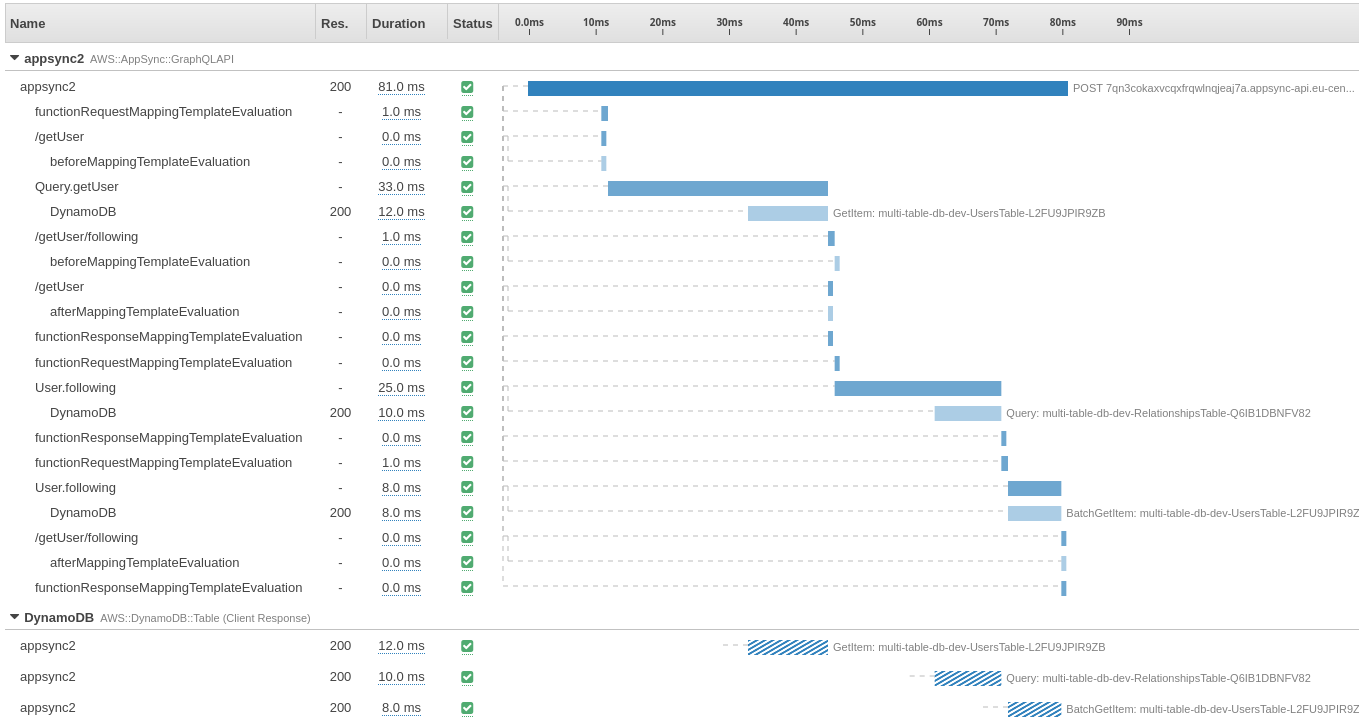 Name Res. Duration Status 0.0ms 10ms 20ms 30ms 40ms 50ms 60ms 70ms 80ms 90ms
appsync2 AWS::AppSync::GraphQLAPI
appsync2 200 81.0 ms POST 7qn3cokaxvcqxfrqwlnqjeaj7a.appsync-api.eu-cen...
functionRequestMappingTemplateEvaluation - 1.0 ms
/getUser - 0.0 ms
beforeMappingTemplateEvaluation - 0.0 ms
Query.getUser - 33.0 ms
DynamoDB 200 12.0 ms GetItem: multi-table-db-dev-UsersTable-L2FU9JPIR9ZB
/getUser/following - 1.0 ms
beforeMappingTemplateEvaluation - 0.0 ms
/getUser - 0.0 ms
afterMappingTemplateEvaluation - 0.0 ms
functionResponseMappingTemplateEvaluation - 0.0 ms
functionRequestMappingTemplateEvaluation - 0.0 ms
User.following - 25.0 ms
DynamoDB 200 10.0 ms Query: multi-table-db-dev-RelationshipsTable-Q6IB1DBNFV82
functionResponseMappingTemplateEvaluation - 0.0 ms
functionRequestMappingTemplateEvaluation - 1.0 ms
User.following - 8.0 ms
DynamoDB 200 8.0 ms BatchGetItem: multi-table-db-dev-UsersTable-L2FU9JPIR9Z
/getUser/following - 0.0 ms
afterMappingTemplateEvaluation - 0.0 ms
functionResponseMappingTemplateEvaluation - 0.0 ms
DynamoDB AWS::DynamoDB::Table (Client Response)
appsync2 200 12.0 ms GetItem: multi-table-db-dev-UsersTable-L2FU9JPIR9ZB
appsync2 200 10.0 ms Query: multi-table-db-dev-RelationshipsTable-Q6IB1DBNFV82
appsync2 200 8.0 ms BatchGetItem: multi-table-db-dev-UsersTable-L2FU9JPIR9Z